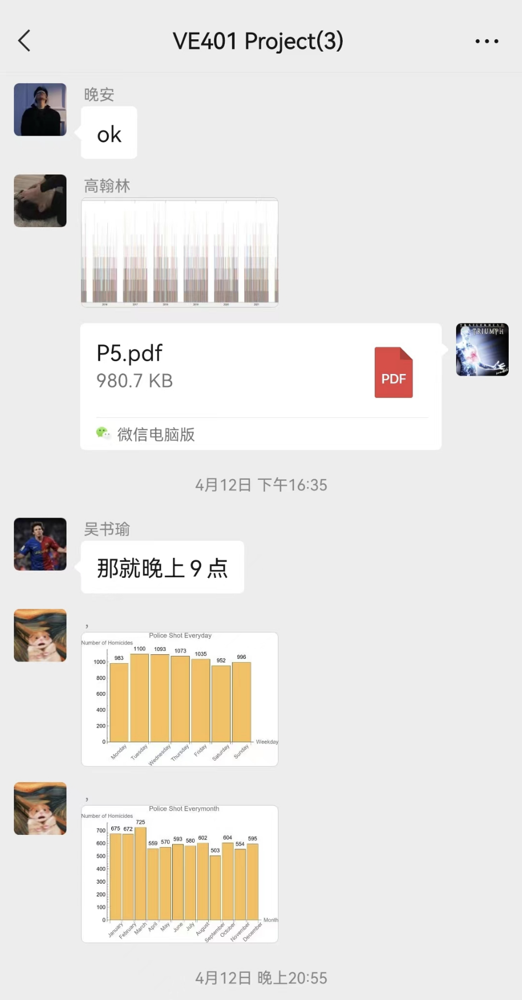 VE401 Project(3)
晚安
ok
高翰林
2016 2017 2018 2019 2020 2021
TRIUMPH
P5.pdf
980.7 KB
PDF
微信电脑版
4月12日 下午16:35
吴书瑜
那就晚上 9 点
,
Police Shot Everyday
Number of Homicides
983 1100 1093 1073 1035 952 996
1000
800
600
400
200
0
Weekday
Monday Tuesday Wednesday Thursday Friday Saturday Sunday
,
Police Shot Everymonth
Number of Homicides
675 672 725 559 570 593 580 602 503 604 554 595
700
600
500
400
300
200
100
0
Month
January February March April May June July August September October November December
4月12日 晚上20:55